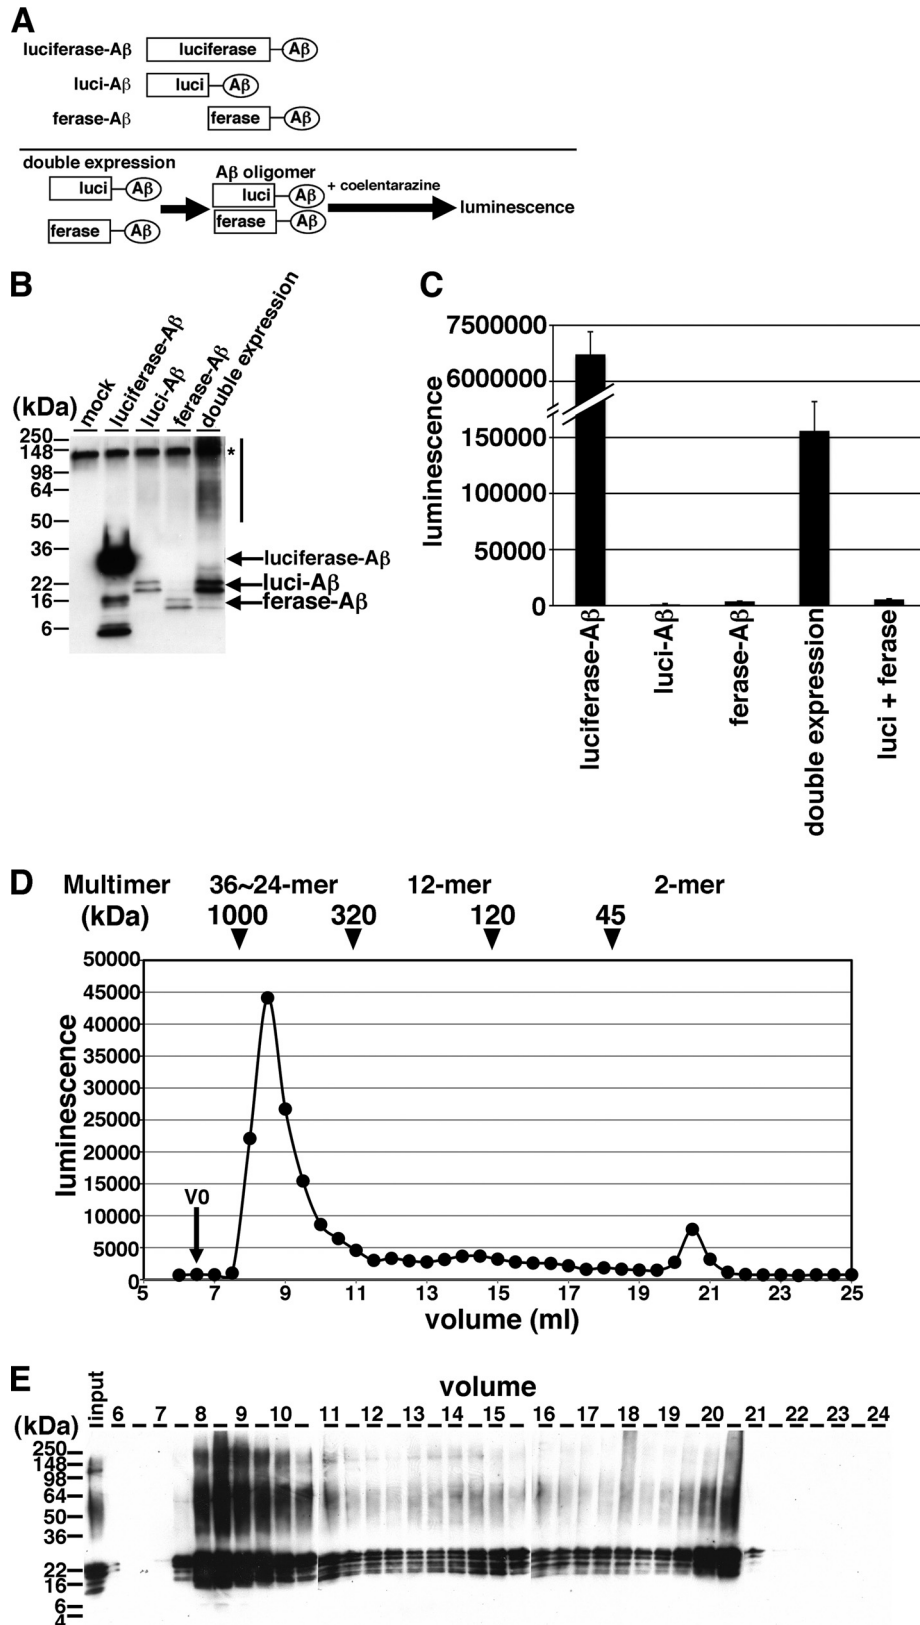 A
luciferase-Aβ luciferase Aβ
luci-Aβ luci Aβ
ferase-Aβ ferase Aβ
double expression
Aβ oligomer
luci Aβ
luci Aβ
+ coelentarazine
luminescence
ferase Aβ
ferase Aβ
B
mock
luciferase-Aβ
luci-Aβ
ferase-Aβ
double expression
(kDa)
250
148
*
98
64
50
36
luciferase-Aβ
22
luci-Aβ
16
ferase-Aβ
6
C
luminescence
7500000
6000000
150000
100000
50000
0
luciferase-Aβ
luci-Aβ
ferase-Aβ
double expression
luci + ferase
D
Multimer 36~24-mer 12-mer 2-mer
(kDa) 1000 320 120 45
luminescence
50000
45000
40000
35000
30000
25000
20000
15000
V0
10000
5000
0
5 7 9 11 13 15 17 19 21 23 25
volume (ml)
E
volume
input
(kDa)
6 7 8 9 10 11 12 13 14 15 16 17 18 19 20 21 22 23 24
250
148
98
64
50
36
22
16
6
4